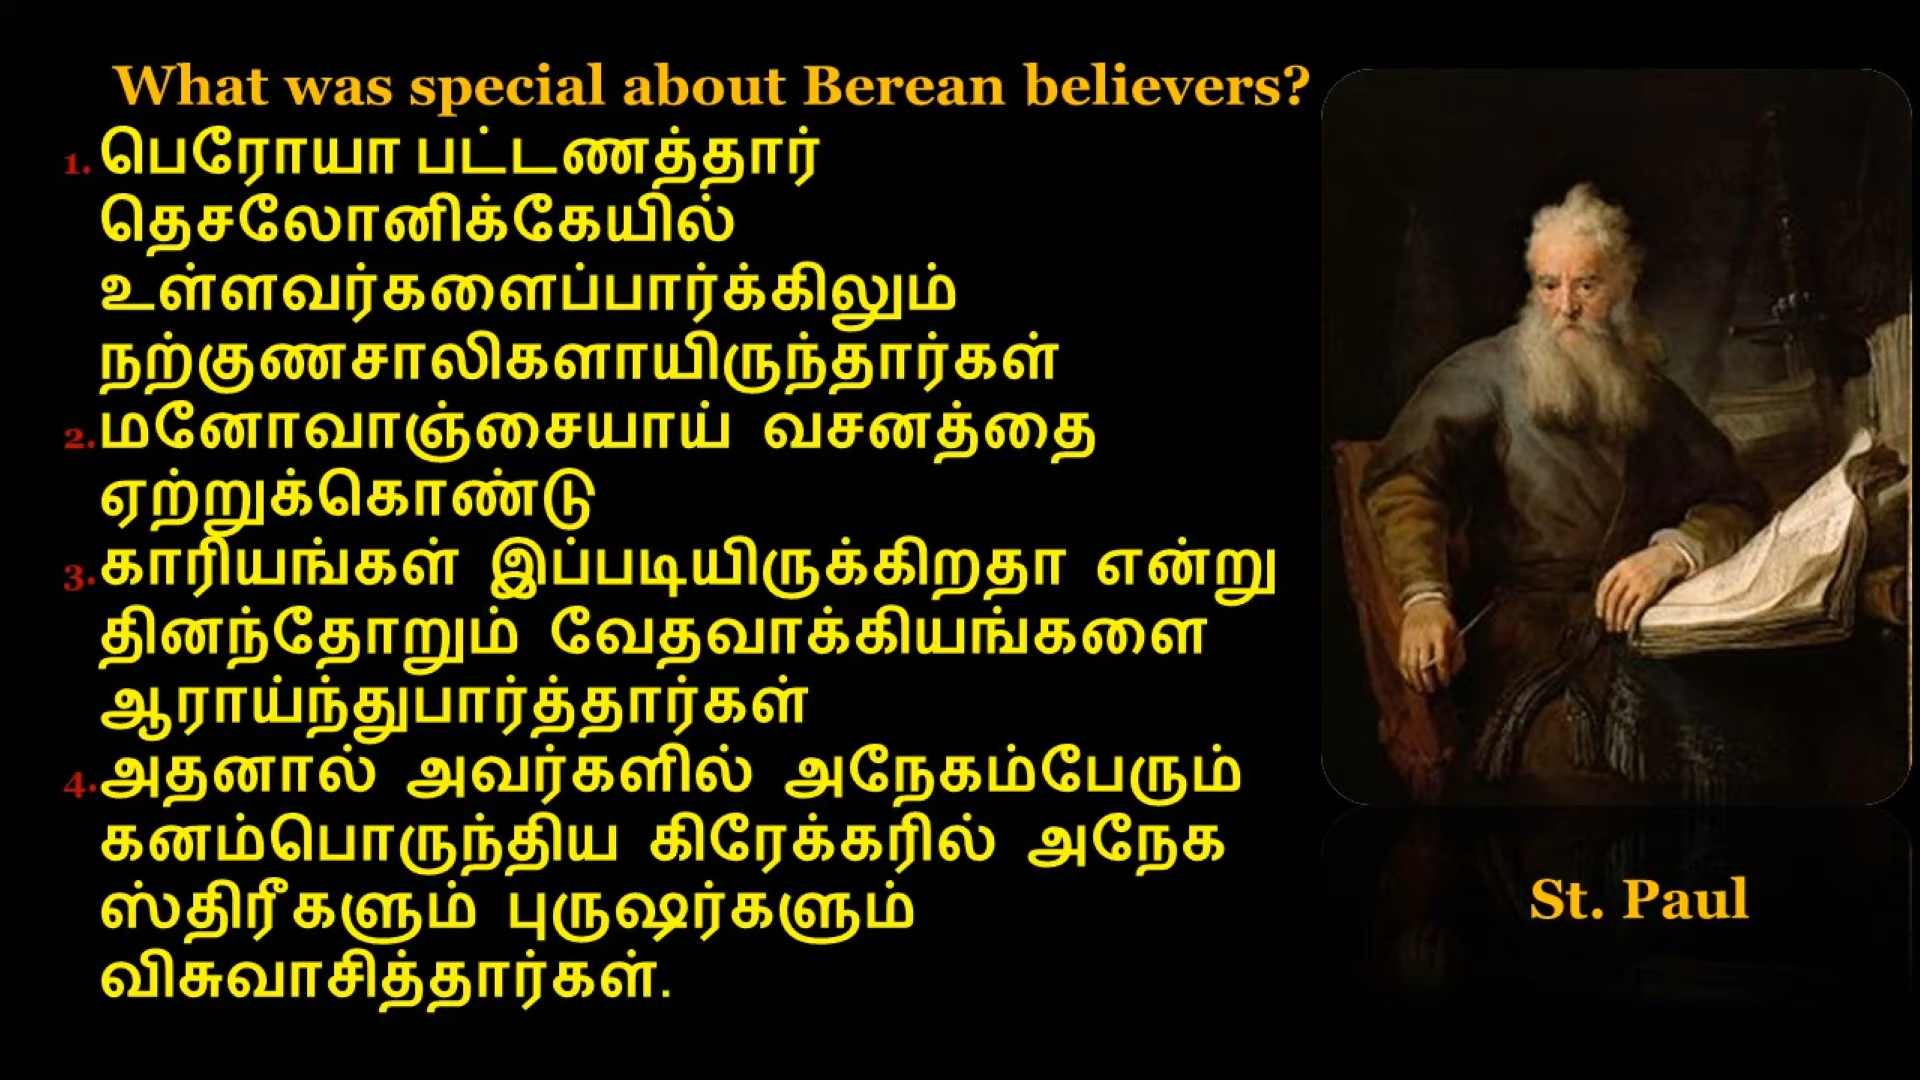 What was special about Berean believers?
1. பெரோயா பட்டணத்தார்
தெசலோனிக்கேயில்
உள்ளவர்களைப்பார்க்கிலும்
நற்குணசாலிகளாயிருந்தார்கள்
2. மனோவாஞ்சையாய் வசனத்தை
ஏற்றுக்கொண்டு
3. காரியங்கள் இப்படியிருக்கிறதா என்று
தினந்தோறும் வேதவாக்கியங்களை
ஆராய்ந்துபார்த்தார்கள்
4. அதனால் அவர்களில் அநேகம்பேரும்
கனம்பொருந்திய கிரேக்கரில் அநேக
ஸ்திரீகளும் புருஷர்களும்
விசுவாசித்தார்கள்.
St. Paul